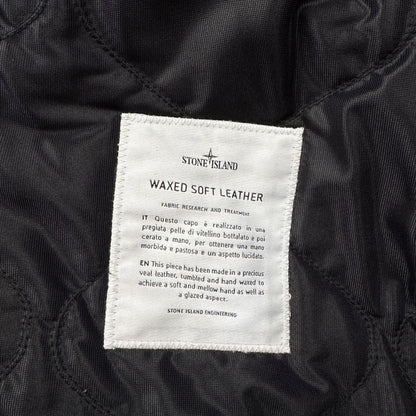 STONE ISLAND
WAXED SOFT LEATHER
FABRIC RESEARCH AND TREATMENT
IT Questo capo è realizzato in una
pregiata pelle di vitellino bottalato e poi
cerato a mano, per ottenere una mano
morbida e pastosa e un aspetto lucidato.
EN This piece has been made in a precious
veal leather, tumbled and hand waxed to
achieve a soft and mellow hand as well as
a glazed aspect.
STONE ISLAND ENGINEERING